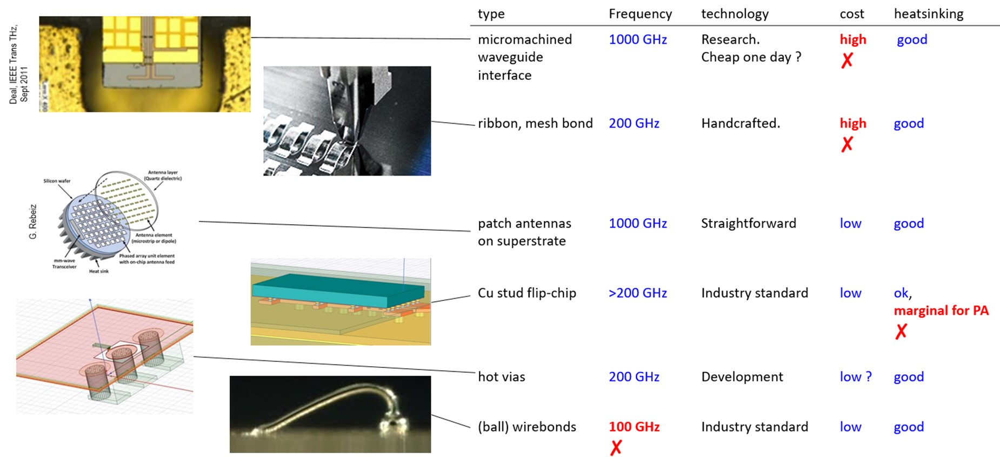 type Frequency technology cost heatsinking
Deal, IEEE Trans THz,
Sept 2011
micromachined 1000 GHz Research. high good
waveguide Cheap one day ? ✗
interface
ribbon, mesh bond 200 GHz Handcrafted. high good
✗
G. Rebeiz
Antenna layer
(Quartz dielectric)
Silicon wafer
Antenna element
(microstrip or dipole)
Phased array unit element
with on-chip antenna feed
mm-wave
Transceiver
Heat sink
patch antennas 1000 GHz Straightforward low good
on superstrate
Cu stud flip-chip >200 GHz Industry standard low ok,
marginal for PA
✗
hot vias 200 GHz Development low ? good
(ball) wirebonds 100 GHz Industry standard low good
✗